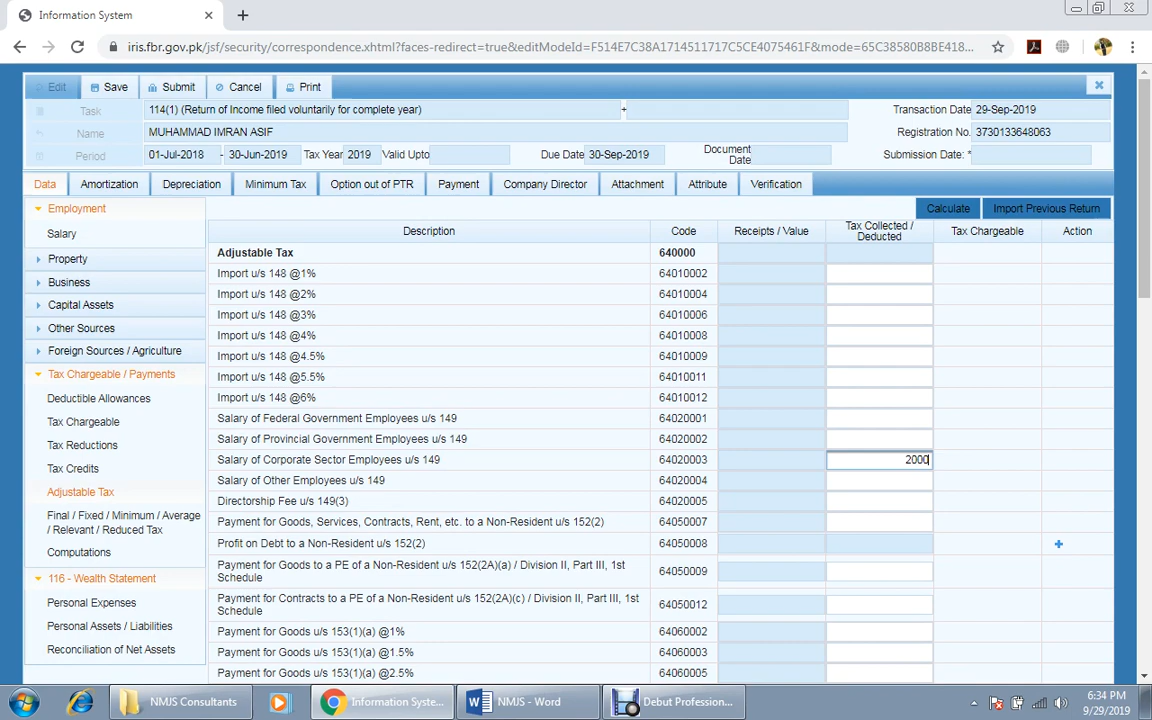 Information System
iris.fbr.gov.pk/jsf/security/correspondence.xhtml?faces-redirect=true&editModeId=F514E7C38A1714511717C5CE4075461F&mode=65C38580B8BE418...
Edit Save Submit Cancel Print
Task 114(1) (Return of Income filed voluntarily for complete year) + Transaction Date 29-Sep-2019
Name MUHAMMAD IMRAN ASIF Registration No. 3730133648063
Period 01-Jul-2018 - 30-Jun-2019 Tax Year 2019 Valid Upto Due Date 30-Sep-2019 Document Date Submission Date: *
Data Amortization Depreciation Minimum Tax Option out of PTR Payment Company Director Attachment Attribute Verification
Calculate Import Previous Return
Employment
Salary
Property
Business
Capital Assets
Other Sources
Foreign Sources / Agriculture
Tax Chargeable / Payments
Deductible Allowances
Tax Chargeable
Tax Reductions
Tax Credits
Adjustable Tax
Final / Fixed / Minimum / Average
/ Relevant / Reduced Tax
Computations
116 - Wealth Statement
Personal Expenses
Personal Assets / Liabilities
Reconciliation of Net Assets
Description Code Receipts / Value Tax Collected / Deducted Tax Chargeable Action
Adjustable Tax 640000
Import u/s 148 @1% 64010002
Import u/s 148 @2% 64010004
Import u/s 148 @3% 64010006
Import u/s 148 @4% 64010008
Import u/s 148 @4.5% 64010009
Import u/s 148 @5.5% 64010011
Import u/s 148 @6% 64010012
Salary of Federal Government Employees u/s 149 64020001
Salary of Provincial Government Employees u/s 149 64020002
Salary of Corporate Sector Employees u/s 149 64020003 2000
Salary of Other Employees u/s 149 64020004
Directorship Fee u/s 149(3) 64020005
Payment for Goods, Services, Contracts, Rent, etc. to a Non-Resident u/s 152(2) 64050007
Profit on Debt to a Non-Resident u/s 152(2) 64050008
Payment for Goods to a PE of a Non-Resident u/s 152(2A)(a) / Division II, Part III, 1st
Schedule 64050009
Payment for Contracts to a PE of a Non-Resident u/s 152(2A)(c) / Division II, Part III, 1st
Schedule 64050012
Payment for Goods u/s 153(1)(a) @1% 64060002
Payment for Goods u/s 153(1)(a) @1.5% 64060003
Payment for Goods u/s 153(1)(a) @2.5% 64060005
NMJS Consultants Information Syste... NMJS - Word Debut Profession... 6:34 PM
9/29/2019